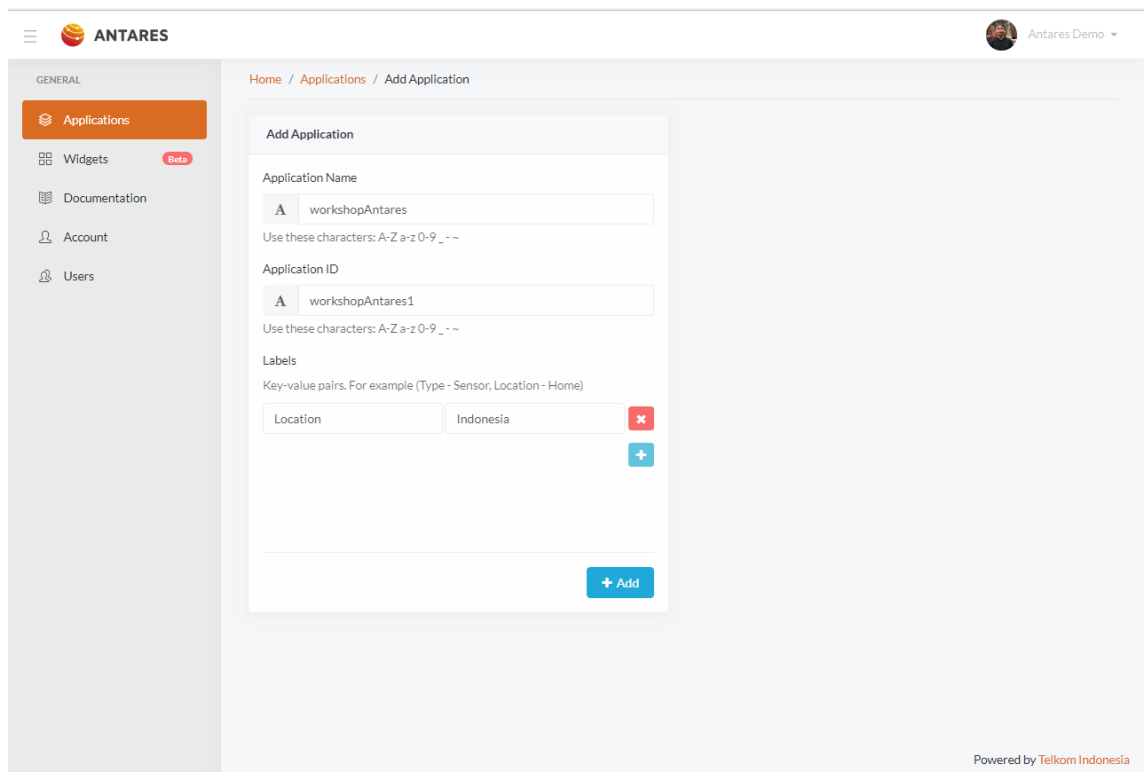 ANTARES
Antares Demo
GENERAL
Applications
Widgets Beta
Documentation
Account
Users
Home / Applications / Add Application
Add Application
Application Name
A workshopAntares
Use these characters: A-Z a-z 0-9 _ - ~
Application ID
A workshopAntares1
Use these characters: A-Z a-z 0-9 _ - ~
Labels
Key-value pairs. For example (Type - Sensor, Location - Home)
Location Indonesia
+ Add
Powered by Telkom Indonesia